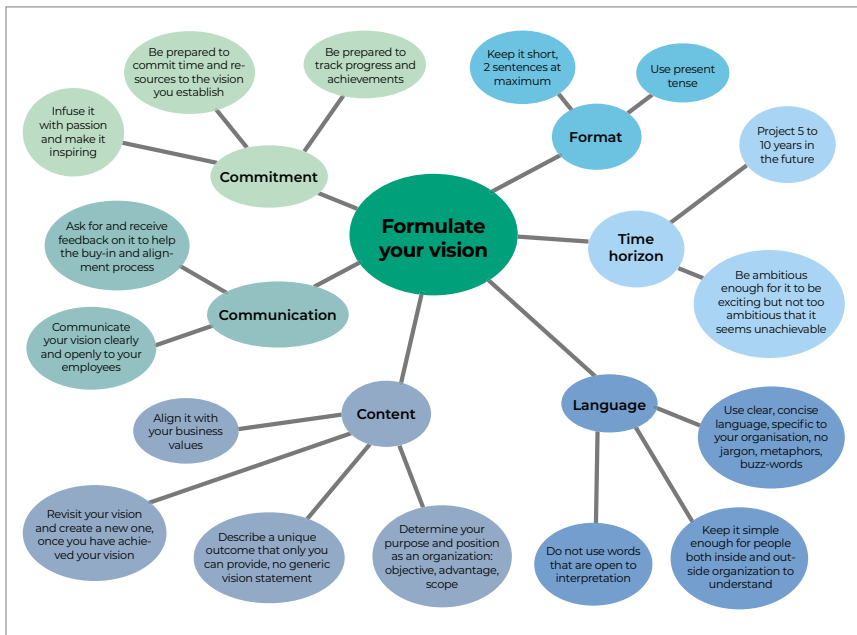 Formulate
your vision
Commitment
Infuse it
with passion
and make it
inspiring
Be prepared to
commit time and re-
sources to the vision
you establish
Be prepared to
track progress and
achievements
Format
Keep it short,
2 sentences at
maximum
Use present
tense
Time
horizon
Project 5 to
10 years in
the future
Be ambitious
enough for it to be
exciting but not too
ambitious that it
seems unachievable
Language
Use clear, concise
language, specific to
your organisation, no
jargon, metaphors,
buzz-words
Keep it simple
enough for people
both inside and out-
side organization to
understand
Do not use words
that are open to
interpretation
Content
Align it with
your business
values
Revisit your vision
and create a new one,
once you have achie-
ved your vision
Describe a unique
outcome that only you
can provide, no generic
vision statement
Determine your
purpose and position
as an organization:
objective, advantage,
scope
Communication
Ask for and receive
feedback on it to help
the buy-in and align-
ment process
Communicate
your vision clearly
and openly to your
employees